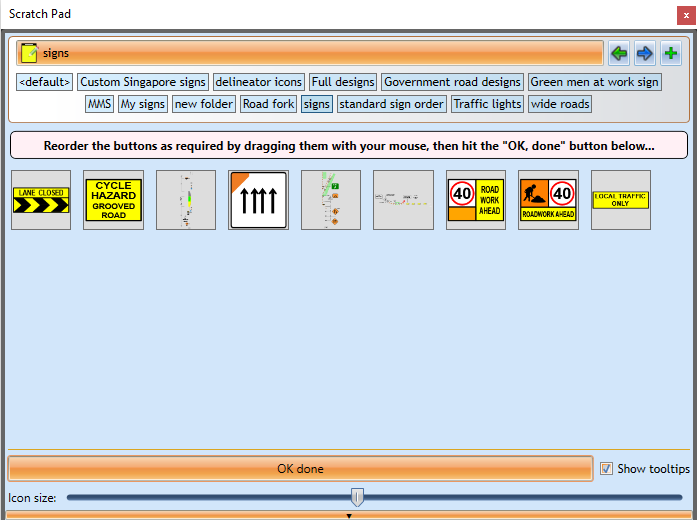 Scratch Pad
x
signs
<default> Custom Singapore signs delineator icons Full designs Government road designs Green men at work sign
MMS My signs new folder Road fork signs standard sign order Traffic lights wide roads
Reorder the buttons as required by dragging them with your mouse, then hit the "OK, done" button below...
LANE CLOSED
CYCLE
HAZARD
GROOVED
ROAD
40 ROAD
WORK
AHEAD
40
ROADWORK AHEAD
LOCAL TRAFFIC
ONLY
OK done
Show tooltips
Icon size: